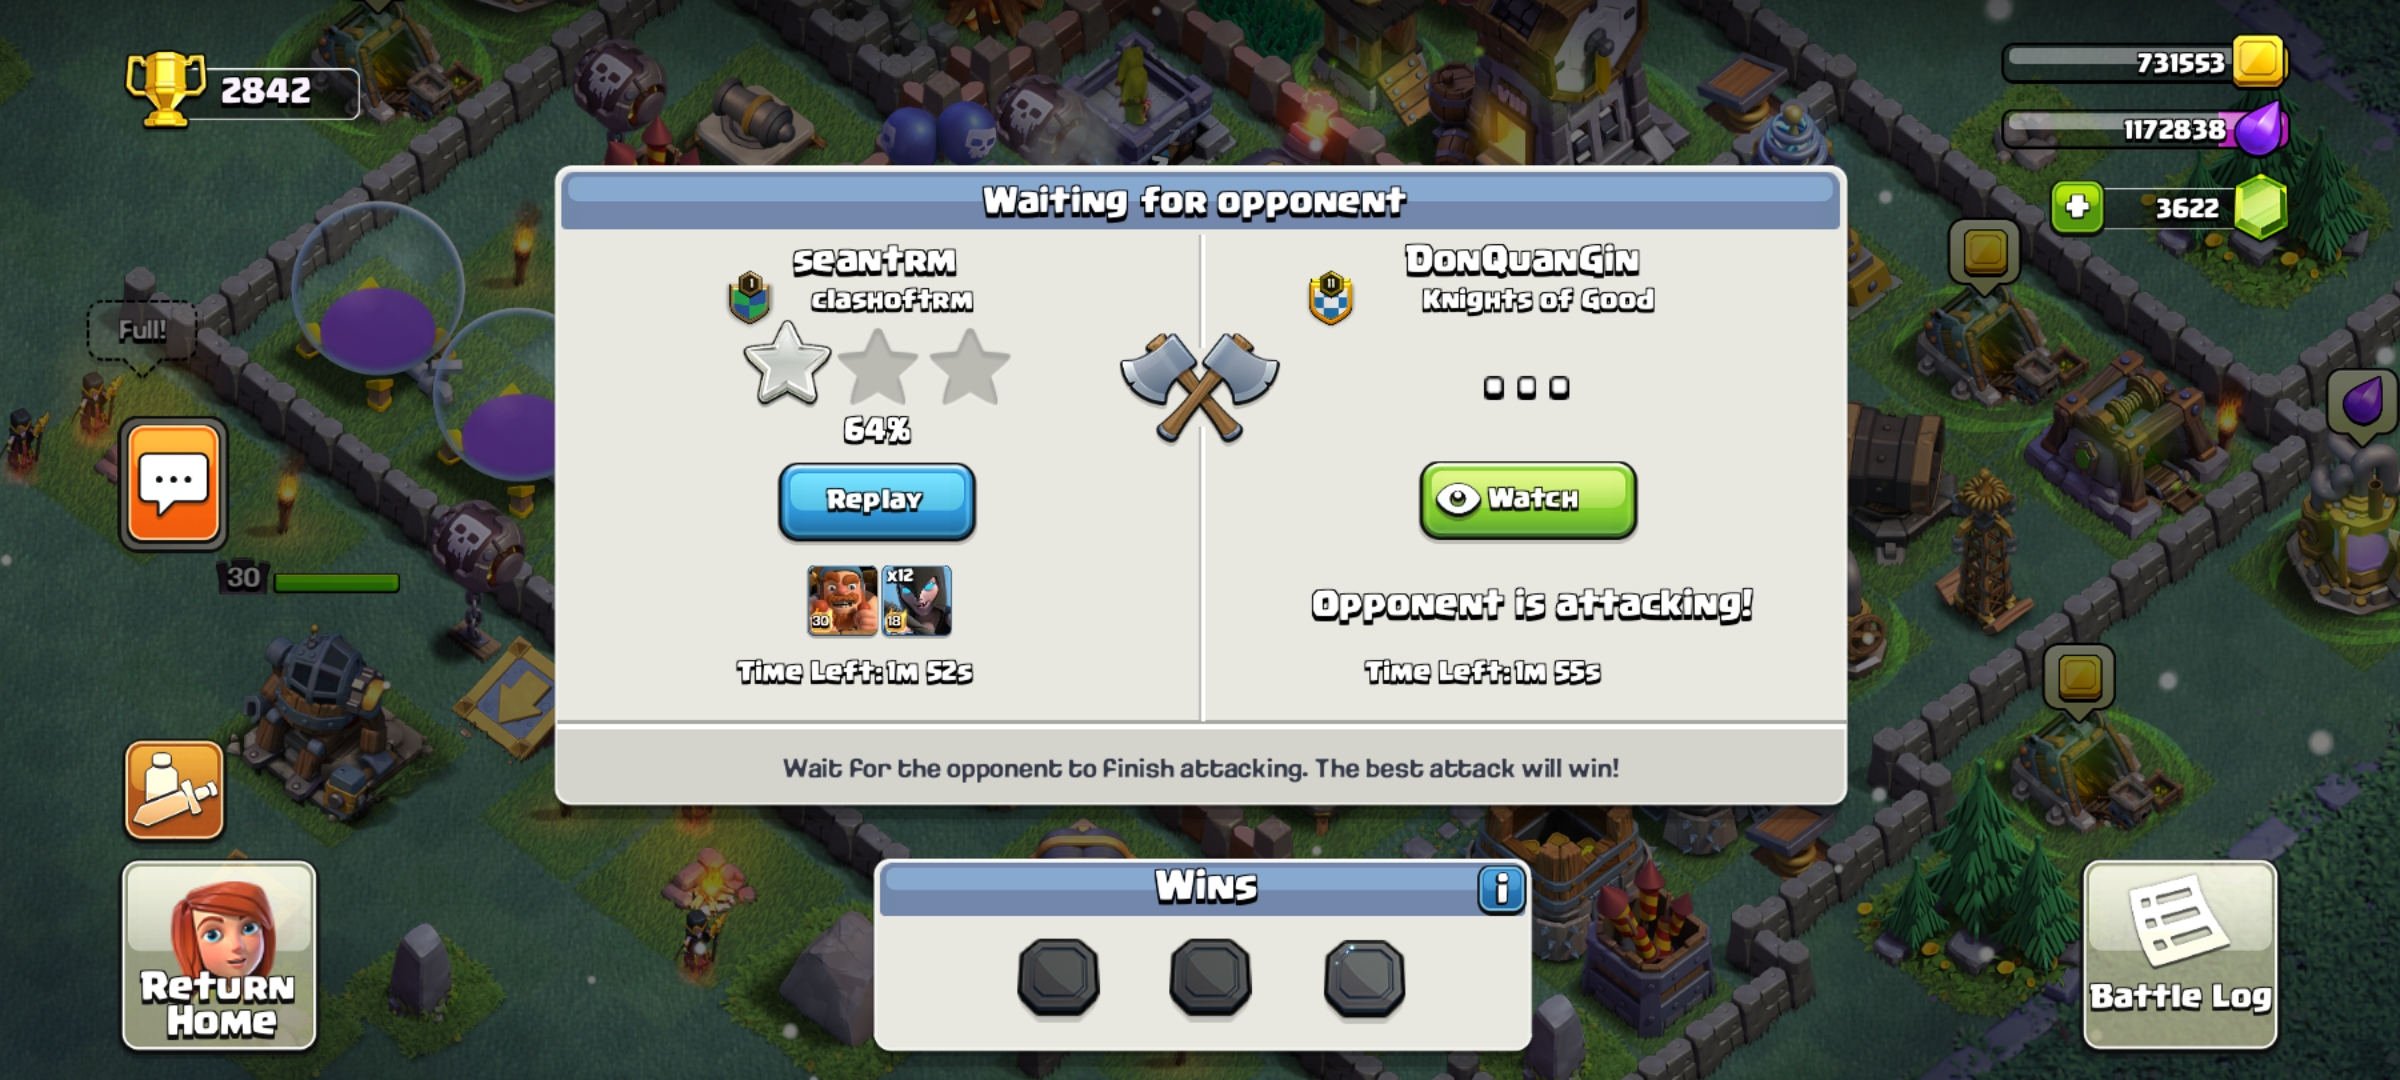 2842
731553
1172838
3622
Full!
30
Waiting for opponent
seantrm
clashoftrm
64%
Replay
30
x12
18
Time Left: 1m 52s
DonQuanGin
Knights of Good
Watch
Opponent is attacking!
Time Left: 1m 55s
Wait for the opponent to finish attacking. The best attack will win!
Wins
i
Return
Home
Battle Log